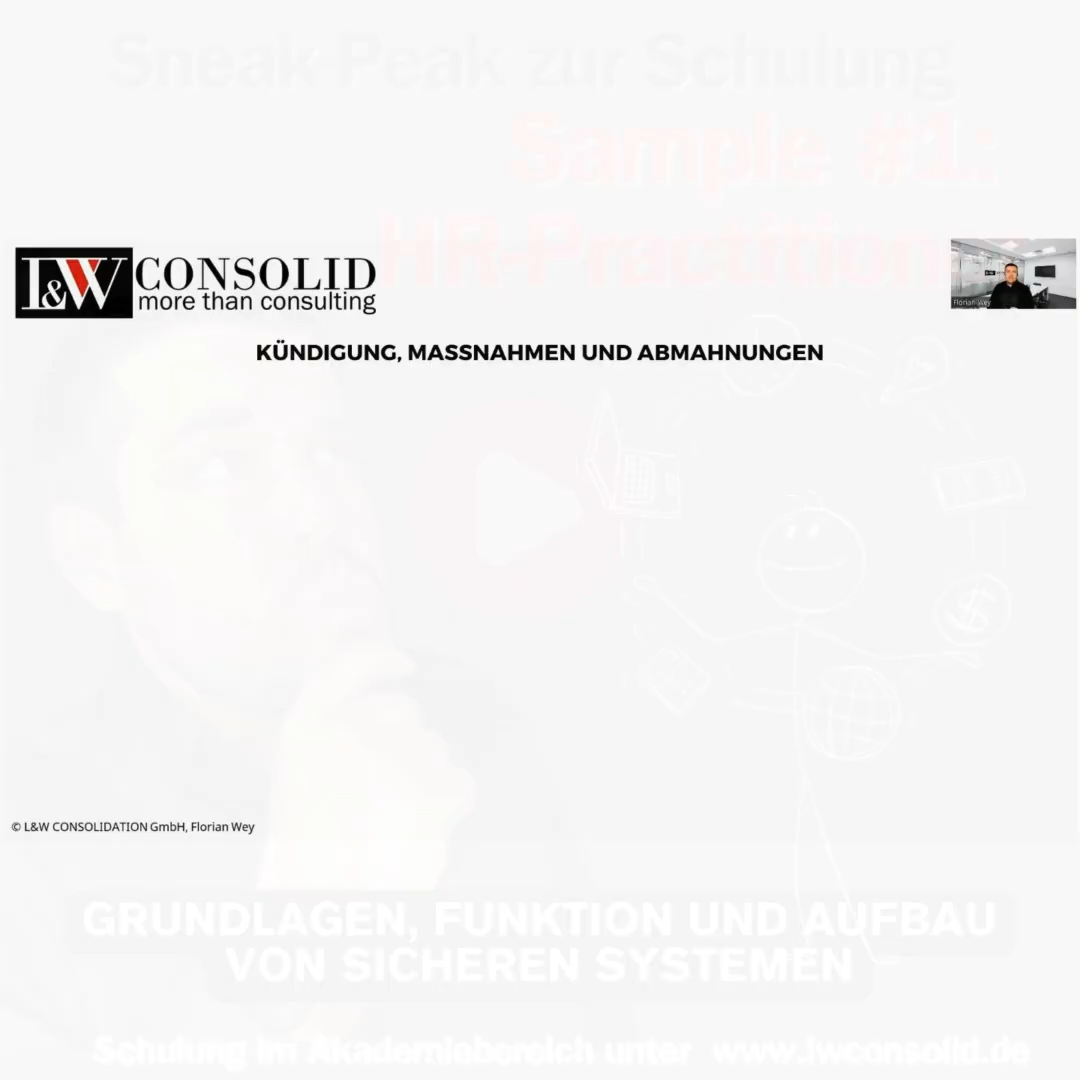 Sneak Peak zur Schulung
Sample #1:
HR-Practition
L&W CONSOLID
more than consulting
Florian Wey
KÜNDIGUNG, MASSNAHMEN UND ABMAHNUNGEN
© L&W CONSOLIDATION GmbH, Florian Wey
GRUNDLAGEN, FUNKTION UND AUFBAU
VON SICHEREN SYSTEMEN
Schulung im Akademiebereich unter www.lwconsolid.de